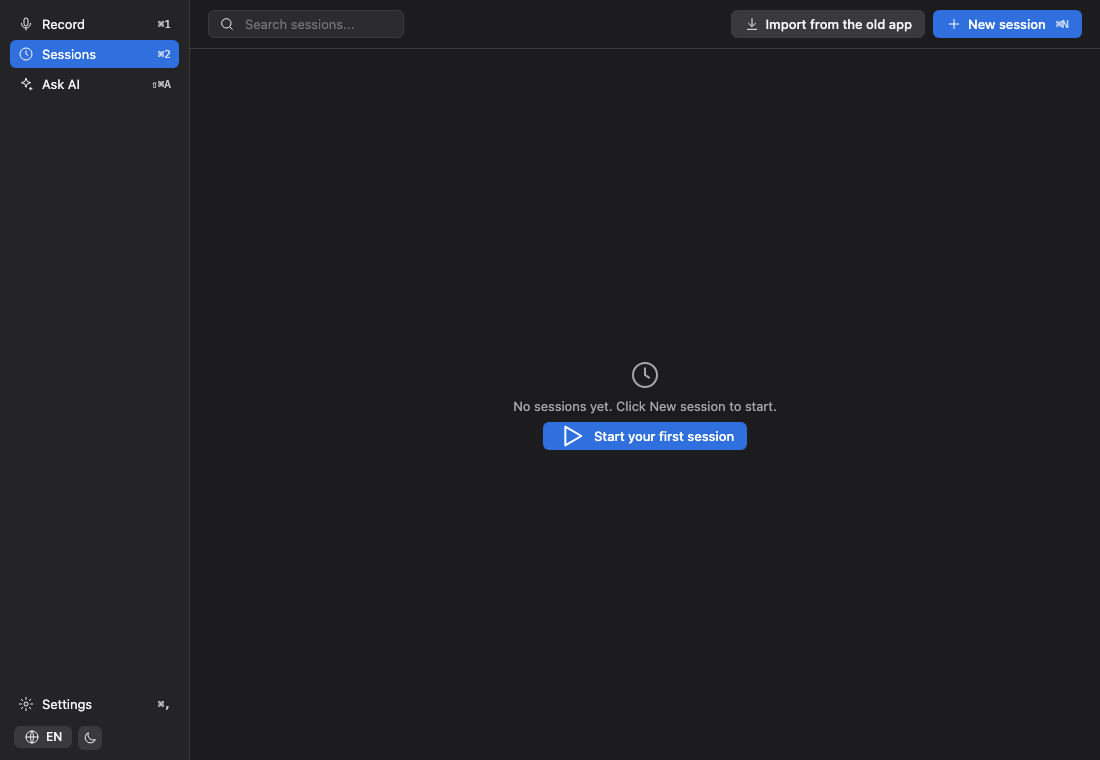 Record ⌘1
Sessions ⌘2
Ask AI ⇧⌘A
Search sessions...
Import from the old app
New session ⌘N
No sessions yet. Click New session to start.
Start your first session
Settings ⌘,
EN